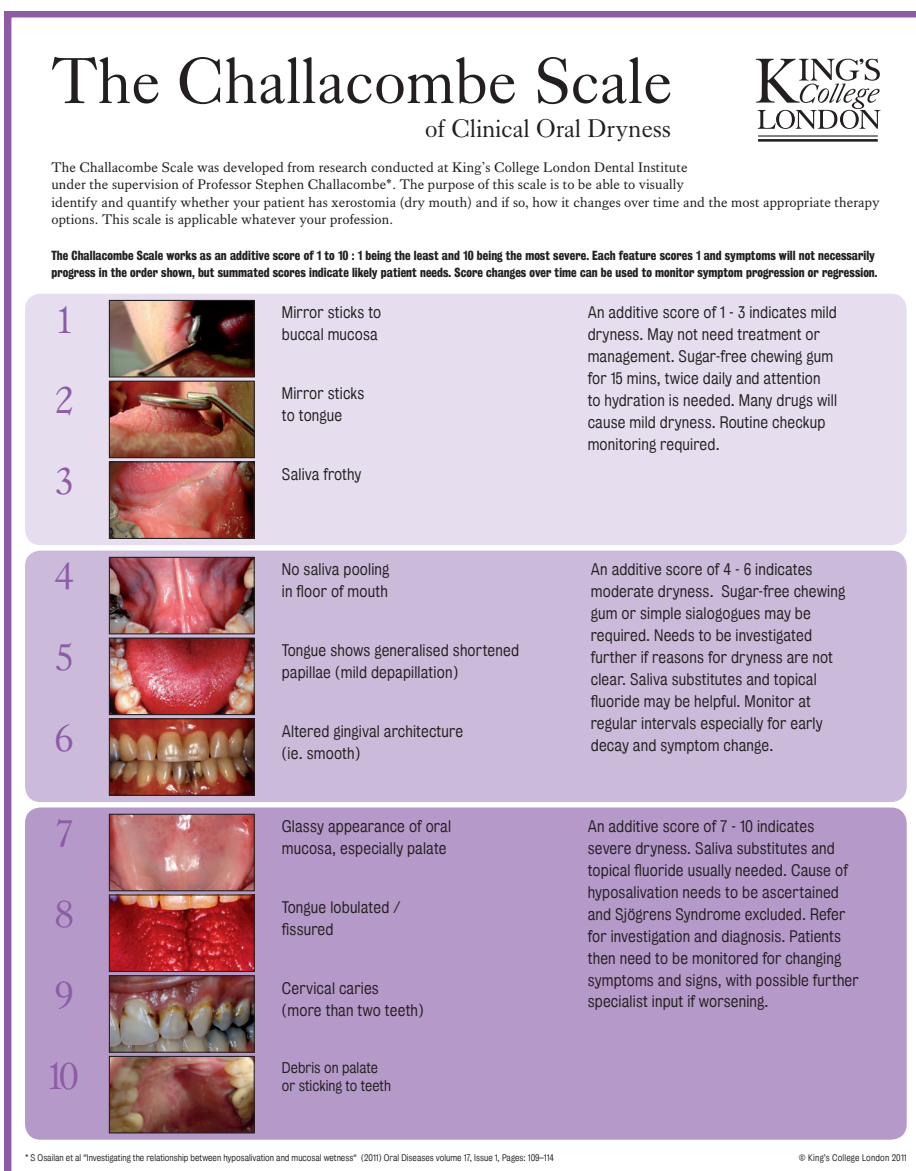 The Challacombe Scale
of Clinical Oral Dryness
KING'S
College
LONDON
The Challacombe Scale was developed from research conducted at King's College London Dental Institute
under the supervision of Professor Stephen Challacombe*. The purpose of this scale is to be able to visually
identify and quantify whether your patient has xerostomia (dry mouth) and if so, how it changes over time and the most appropriate therapy
options. This scale is applicable whatever your profession.
The Challacombe Scale works as an additive score of 1 to 10 : 1 being the least and 10 being the most severe. Each feature scores 1 and symptoms will not necessarily
progress in the order shown, but summated scores indicate likely patient needs. Score changes over time can be used to monitor symptom progression or regression.
1
Mirror sticks to
buccal mucosa
2
Mirror sticks
to tongue
3
Saliva frothy
An additive score of 1 - 3 indicates mild
dryness. May not need treatment or
management. Sugar-free chewing gum
for 15 mins, twice daily and attention
to hydration is needed. Many drugs will
cause mild dryness. Routine checkup
monitoring required.
4
No saliva pooling
in floor of mouth
5
Tongue shows generalised shortened
papillae (mild depapillation)
6
Altered gingival architecture
(ie. smooth)
An additive score of 4 - 6 indicates
moderate dryness. Sugar-free chewing
gum or simple sialogogues may be
required. Needs to be investigated
further if reasons for dryness are not
clear. Saliva substitutes and topical
fluoride may be helpful. Monitor at
regular intervals especially for early
decay and symptom change.
7
Glassy appearance of oral
mucosa, especially palate
8
Tongue lobulated /
fissured
9
Cervical caries
(more than two teeth)
10
Debris on palate
or sticking to teeth
An additive score of 7 - 10 indicates
severe dryness. Saliva substitutes and
topical fluoride usually needed. Cause of
hyposalivation needs to be ascertained
and Sjögrens Syndrome excluded. Refer
for investigation and diagnosis. Patients
then need to be monitored for changing
symptoms and signs, with possible further
specialist input if worsening.
* S Osailan et al "Investigating the relationship between hyposalivation and mucosal wetness" (2011) Oral Diseases volume 17, Issue 1, Pages: 109–114
© King's College London 2011